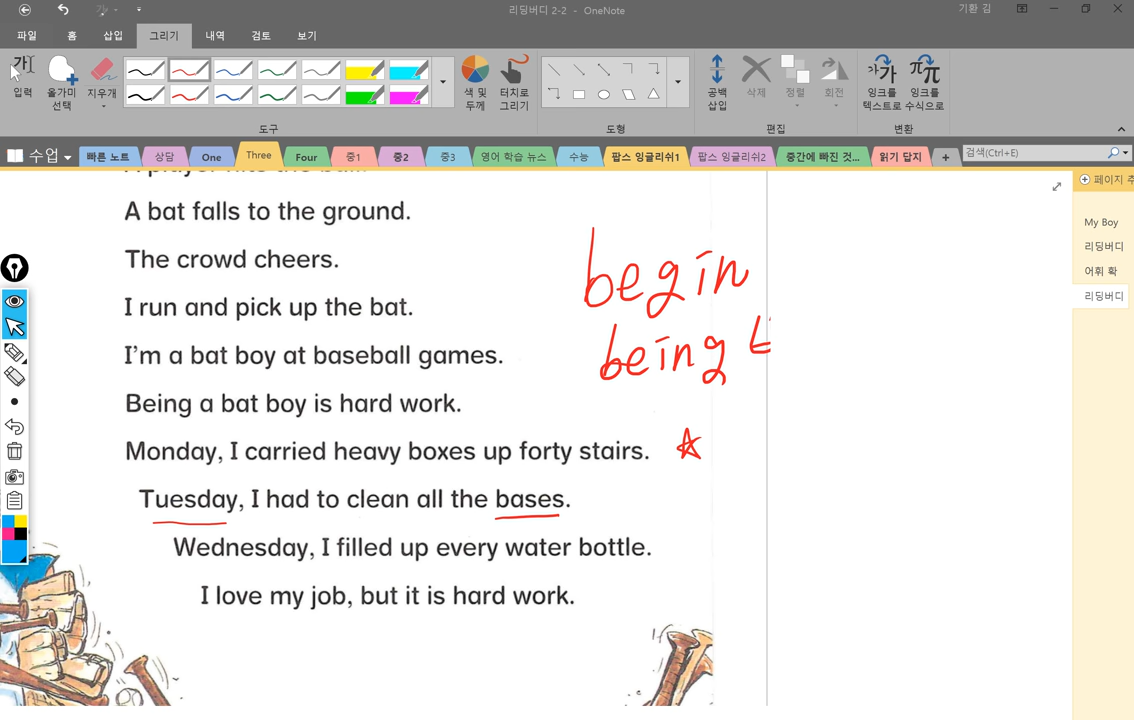 리딩버디 2-2 - OneNote
기환 김
파일 홈 삽입 그리기 내역 검토 보기
입력 올가미 선택 지우개 색 및 두께 터치로 그리기 공백 삽입 삭제 정렬 회전 잉크를 텍스트로 잉크를 수식으로
도구 도형 편집 변환
수업 빠른 노트 상담 One Three Four 중1 중2 중3 영어 학습 뉴스 수능 팝스 잉글리쉬1 팝스 잉글리쉬2 중간에 빠진 것... 읽기 답지 + 검색(Ctrl+E)
페이지 추
My Boy
리딩버디
어휘 확
리딩버디
A player hits the ball.
A bat falls to the ground.
The crowd cheers.
I run and pick up the bat.
I'm a bat boy at baseball games.
Being a bat boy is hard work.
Monday, I carried heavy boxes up forty stairs.
Tuesday, I had to clean all the bases.
Wednesday, I filled up every water bottle.
I love my job, but it is hard work.
begin
being t